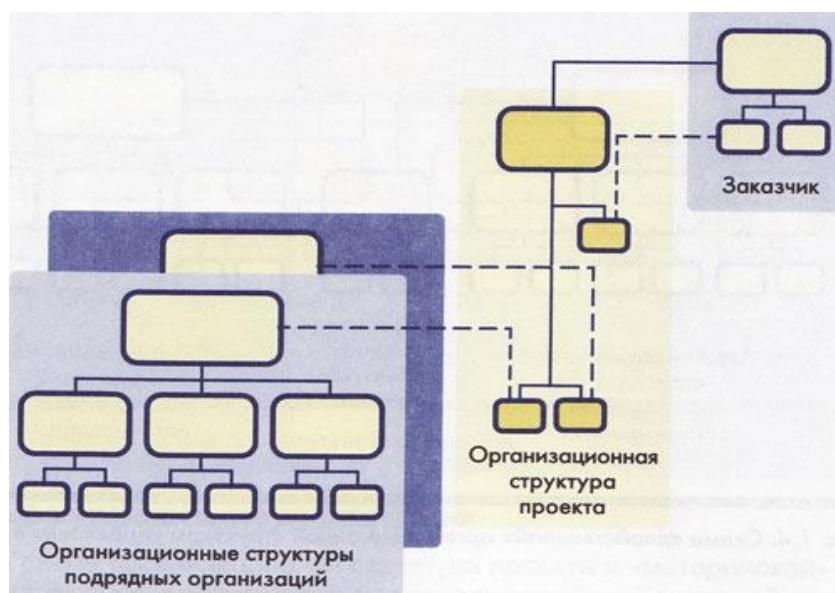 Заказчик
Организационная
структура
проекта
Организационные структуры
подрядных организаций